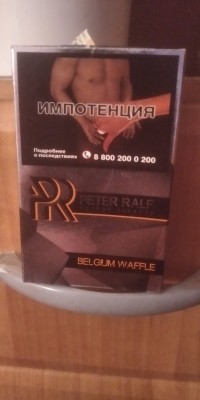 ИМПОТЕНЦИЯ
Подробнее
о последствиях
8 800 200 0 200
PR
PETER RALF
BELGIUM WAFFLE